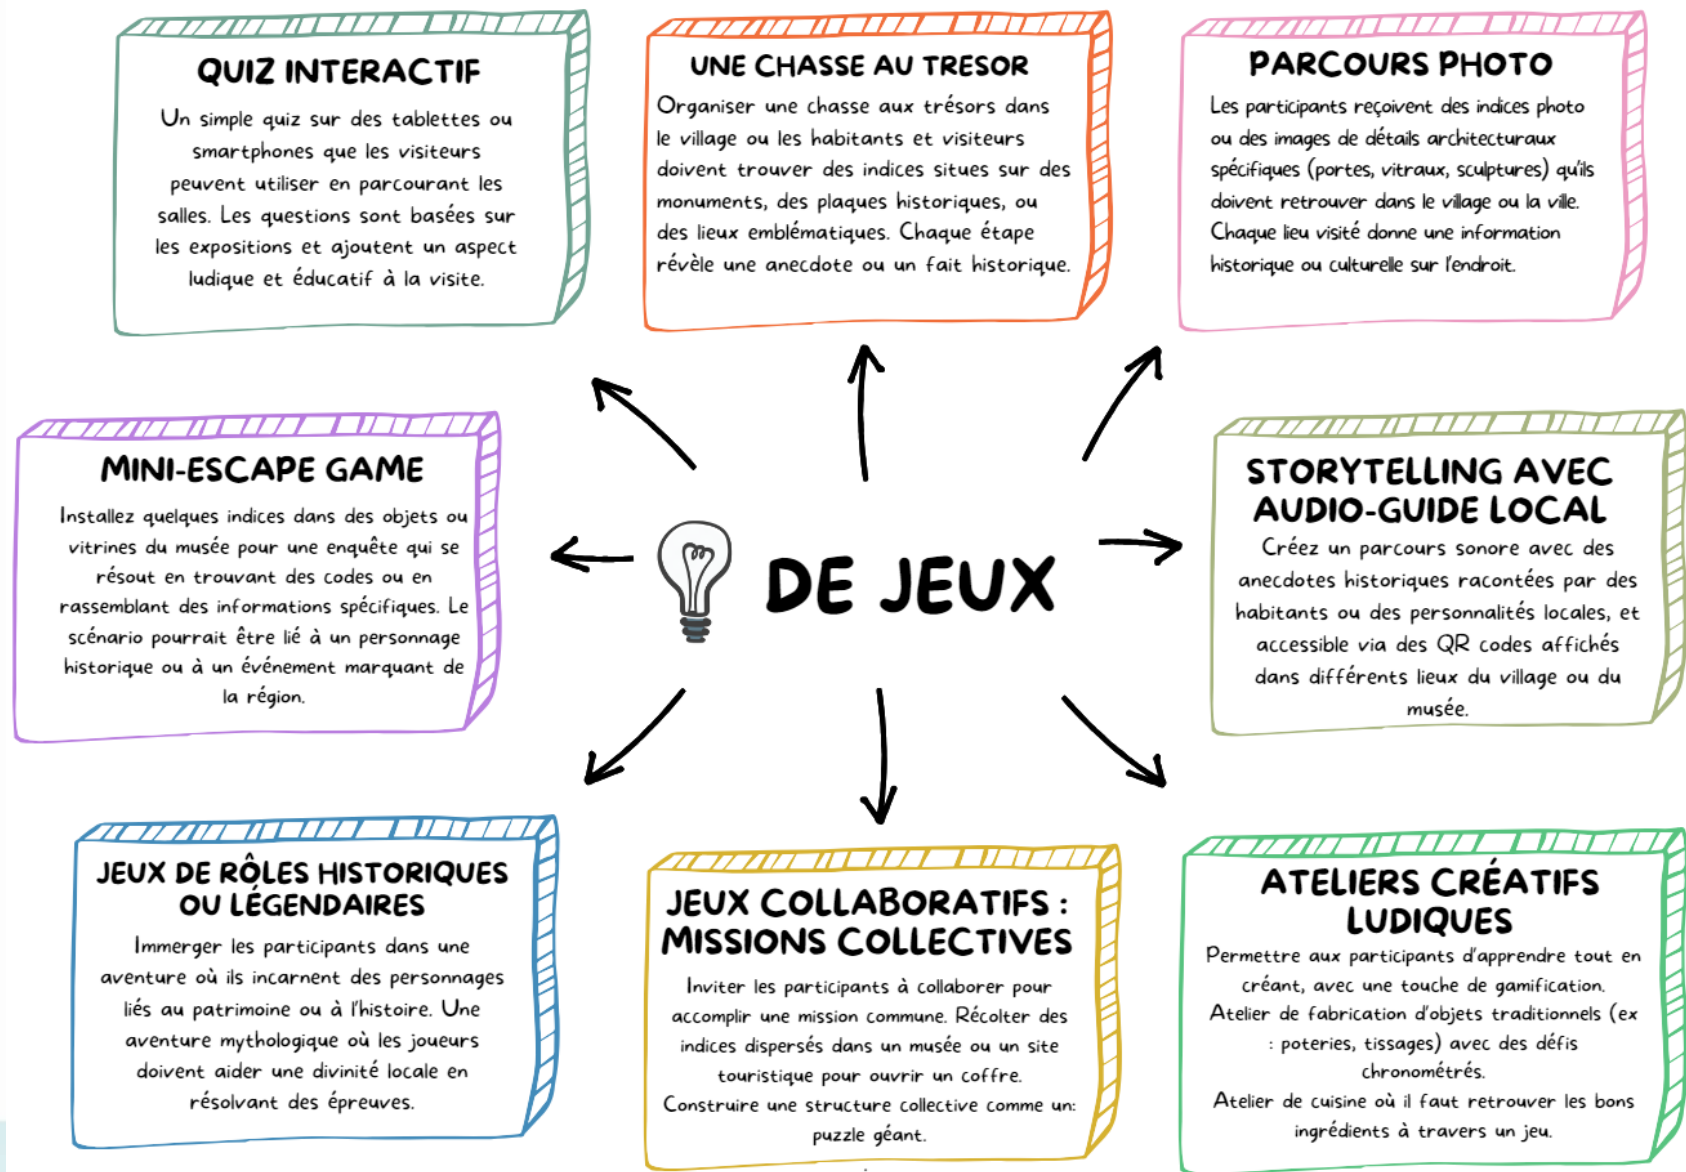 QUIZ INTERACTIF
Un simple quiz sur des tablettes ou
smartphones que les visiteurs
peuvent utiliser en parcourant les
salles. Les questions sont basées sur
les expositions et ajoutent un aspect
ludique et éducatif à la visite.
UNE CHASSE AU TRESOR
Organiser une chasse aux trésors dans
le village ou les habitants et visiteurs
doivent trouver des indices situes sur des
monuments, des plaques historiques, ou
des lieux emblématiques. Chaque étape
révèle une anecdote ou un fait historique.
PARCOURS PHOTO
Les participants reçoivent des indices photo
ou des images de détails architecturaux
spécifiques (portes, vitraux, sculptures) qu'ils
doivent retrouver dans le village ou la ville.
Chaque lieu visité donne une information
historique ou culturelle sur l'endroit.
MINI-ESCAPE GAME
Installez quelques indices dans des objets ou
vitrines du musée pour une enquête qui se
résout en trouvant des codes ou en
rassemblant des informations spécifiques. Le
scénario pourrait être lié à un personnage
historique ou à un événement marquant de
la région.
DE JEUX
STORYTELLING AVEC
AUDIO-GUIDE LOCAL
Créez un parcours sonore avec des
anecdotes historiques racontées par des
habitants ou des personnalités locales, et
accessible via des QR codes affichés
dans différents lieux du village ou du
musée.
JEUX DE RÔLES HISTORIQUES
OU LÉGENDAIRES
Immerger les participants dans une
aventure où ils incarnent des personnages
liés au patrimoine ou à l'histoire. Une
aventure mythologique où les joueurs
doivent aider une divinité locale en
résolvant des épreuves.
JEUX COLLABORATIFS :
MISSIONS COLLECTIVES
Inviter les participants à collaborer pour
accomplir une mission commune. Récolter des
indices dispersés dans un musée ou un site
touristique pour ouvrir un coffre.
Construire une structure collective comme un:
puzzle géant.
ATELIERS CRÉATIFS
LUDIQUES
Permettre aux participants d'apprendre tout en
créant, avec une touche de gamification.
Atelier de fabrication d'objets traditionnels (ex
: poteries, tissages) avec des défis
chronométrés.
Atelier de cuisine où il faut retrouver les bons
ingrédients à travers un jeu.